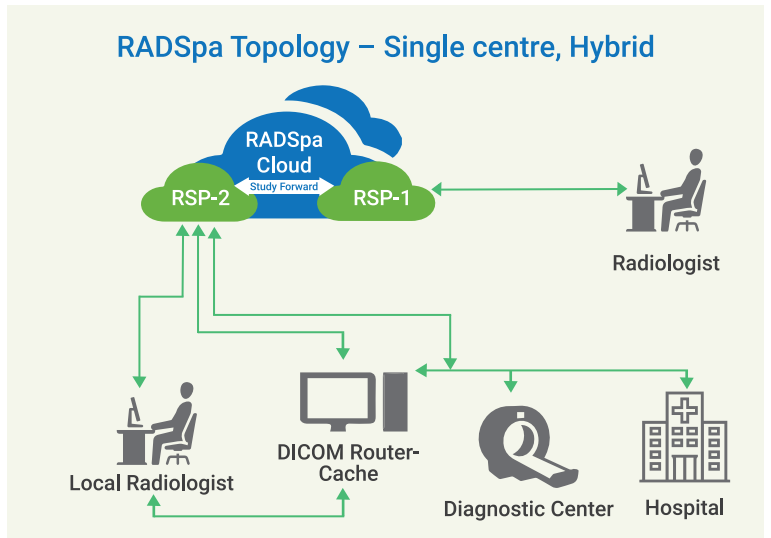 RADSpa Topology – Single centre, Hybrid
RADSpa
Cloud
Study Forward
RSP-2
RSP-1
Radiologist
Local Radiologist
DICOM Router-
Cache
Diagnostic Center
Hospital